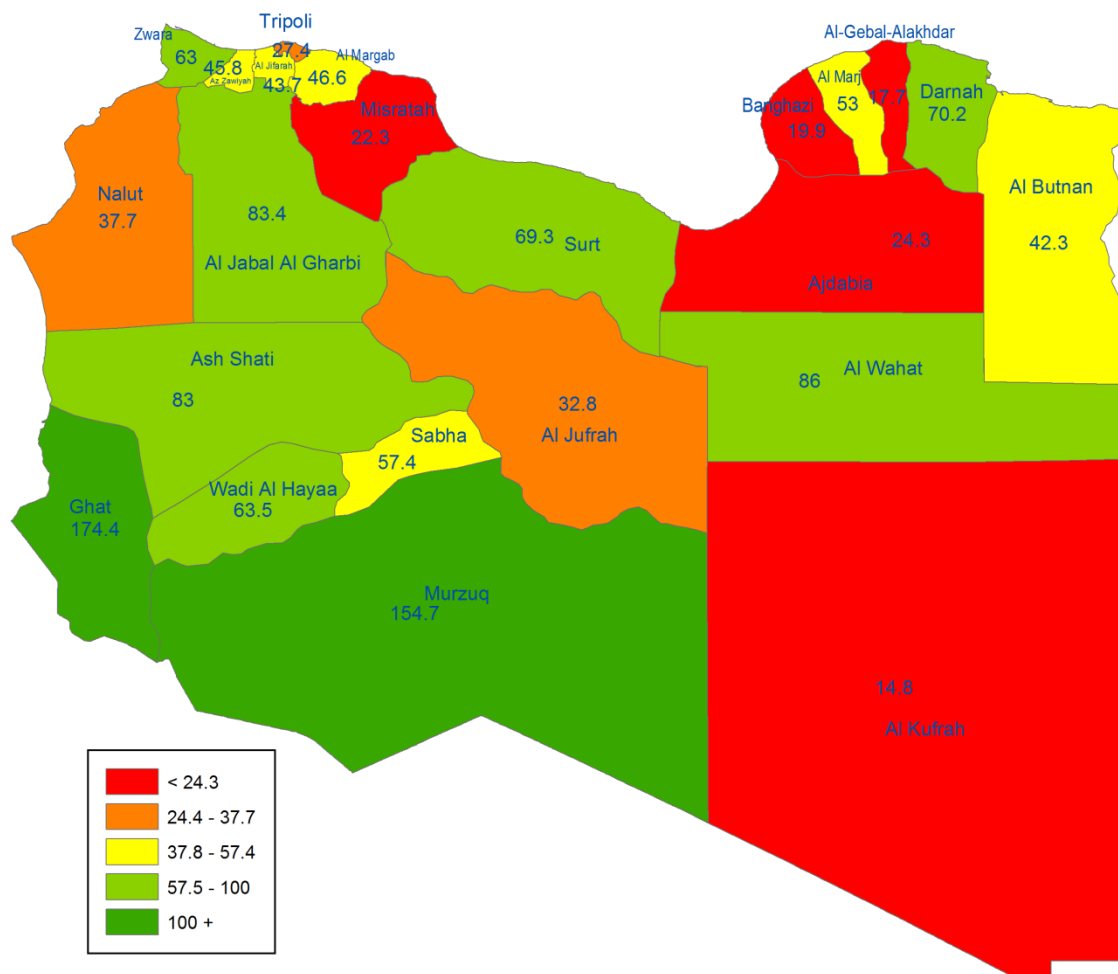 Tripoli
Zwara
27.4
Al-Gebal-Alakhdar
63
45.8
Al Jifarah
Al Margab
Az Zawiyah
43.7
46.6
Al Marj
53
17.7
Darnah
70.2
Banghazi
19.9
Misratah
22.3
Nalut
37.7
83.4
Al Jabal Al Gharbi
69.3
Surt
24.3
Ajdabia
Al Butnan
42.3
Ash Shati
83
86
Al Wahat
32.8
Al Jufrah
Sabha
57.4
Wadi Al Hayaa
63.5
Ghat
174.4
Murzuq
154.7
14.8
Al Kufrah
< 24.3
24.4 - 37.7
37.8 - 57.4
57.5 - 100
100 +